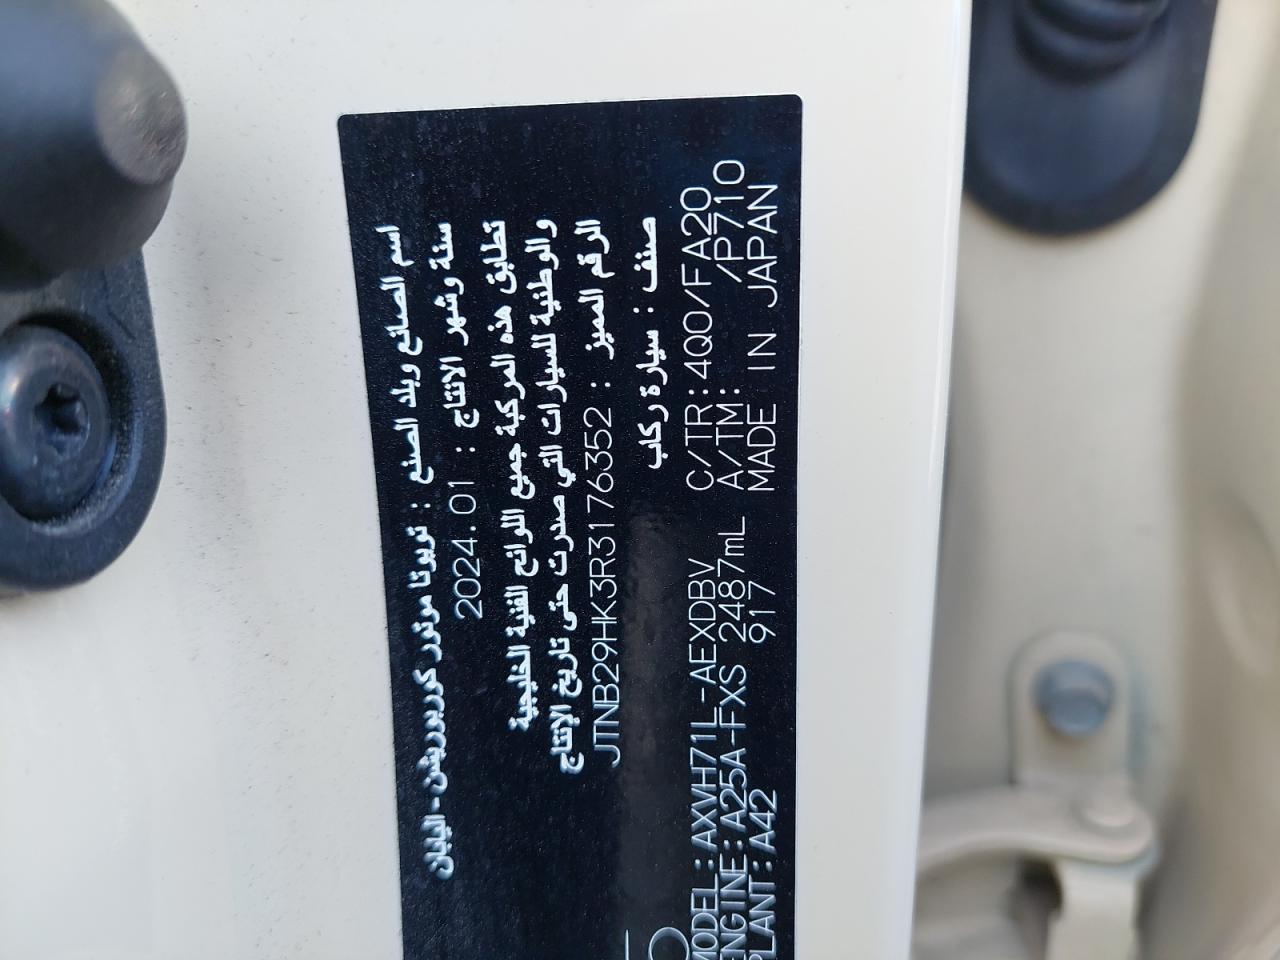 اسم الصانع وبلد الصنع : تويوتا موتور كوربوريشن - اليابان
سنة وشهر الانتاج : 2024.01
تطابق هذه المركبة جميع اللوائح الفنية الخليجية
والوطنية للسيارات التي صدرت حتى تاريخ الإنتاج
الرقم المميز : JTNB29HK3R3176352
صنف : سيارة ركاب
MODEL:AXVH71L-AEXDBV C/TR:4Q0/FA20
ENGINE:A25A-FXS 2487mL A/TM: /P710
PLANT:A42 917 MADE IN JAPAN